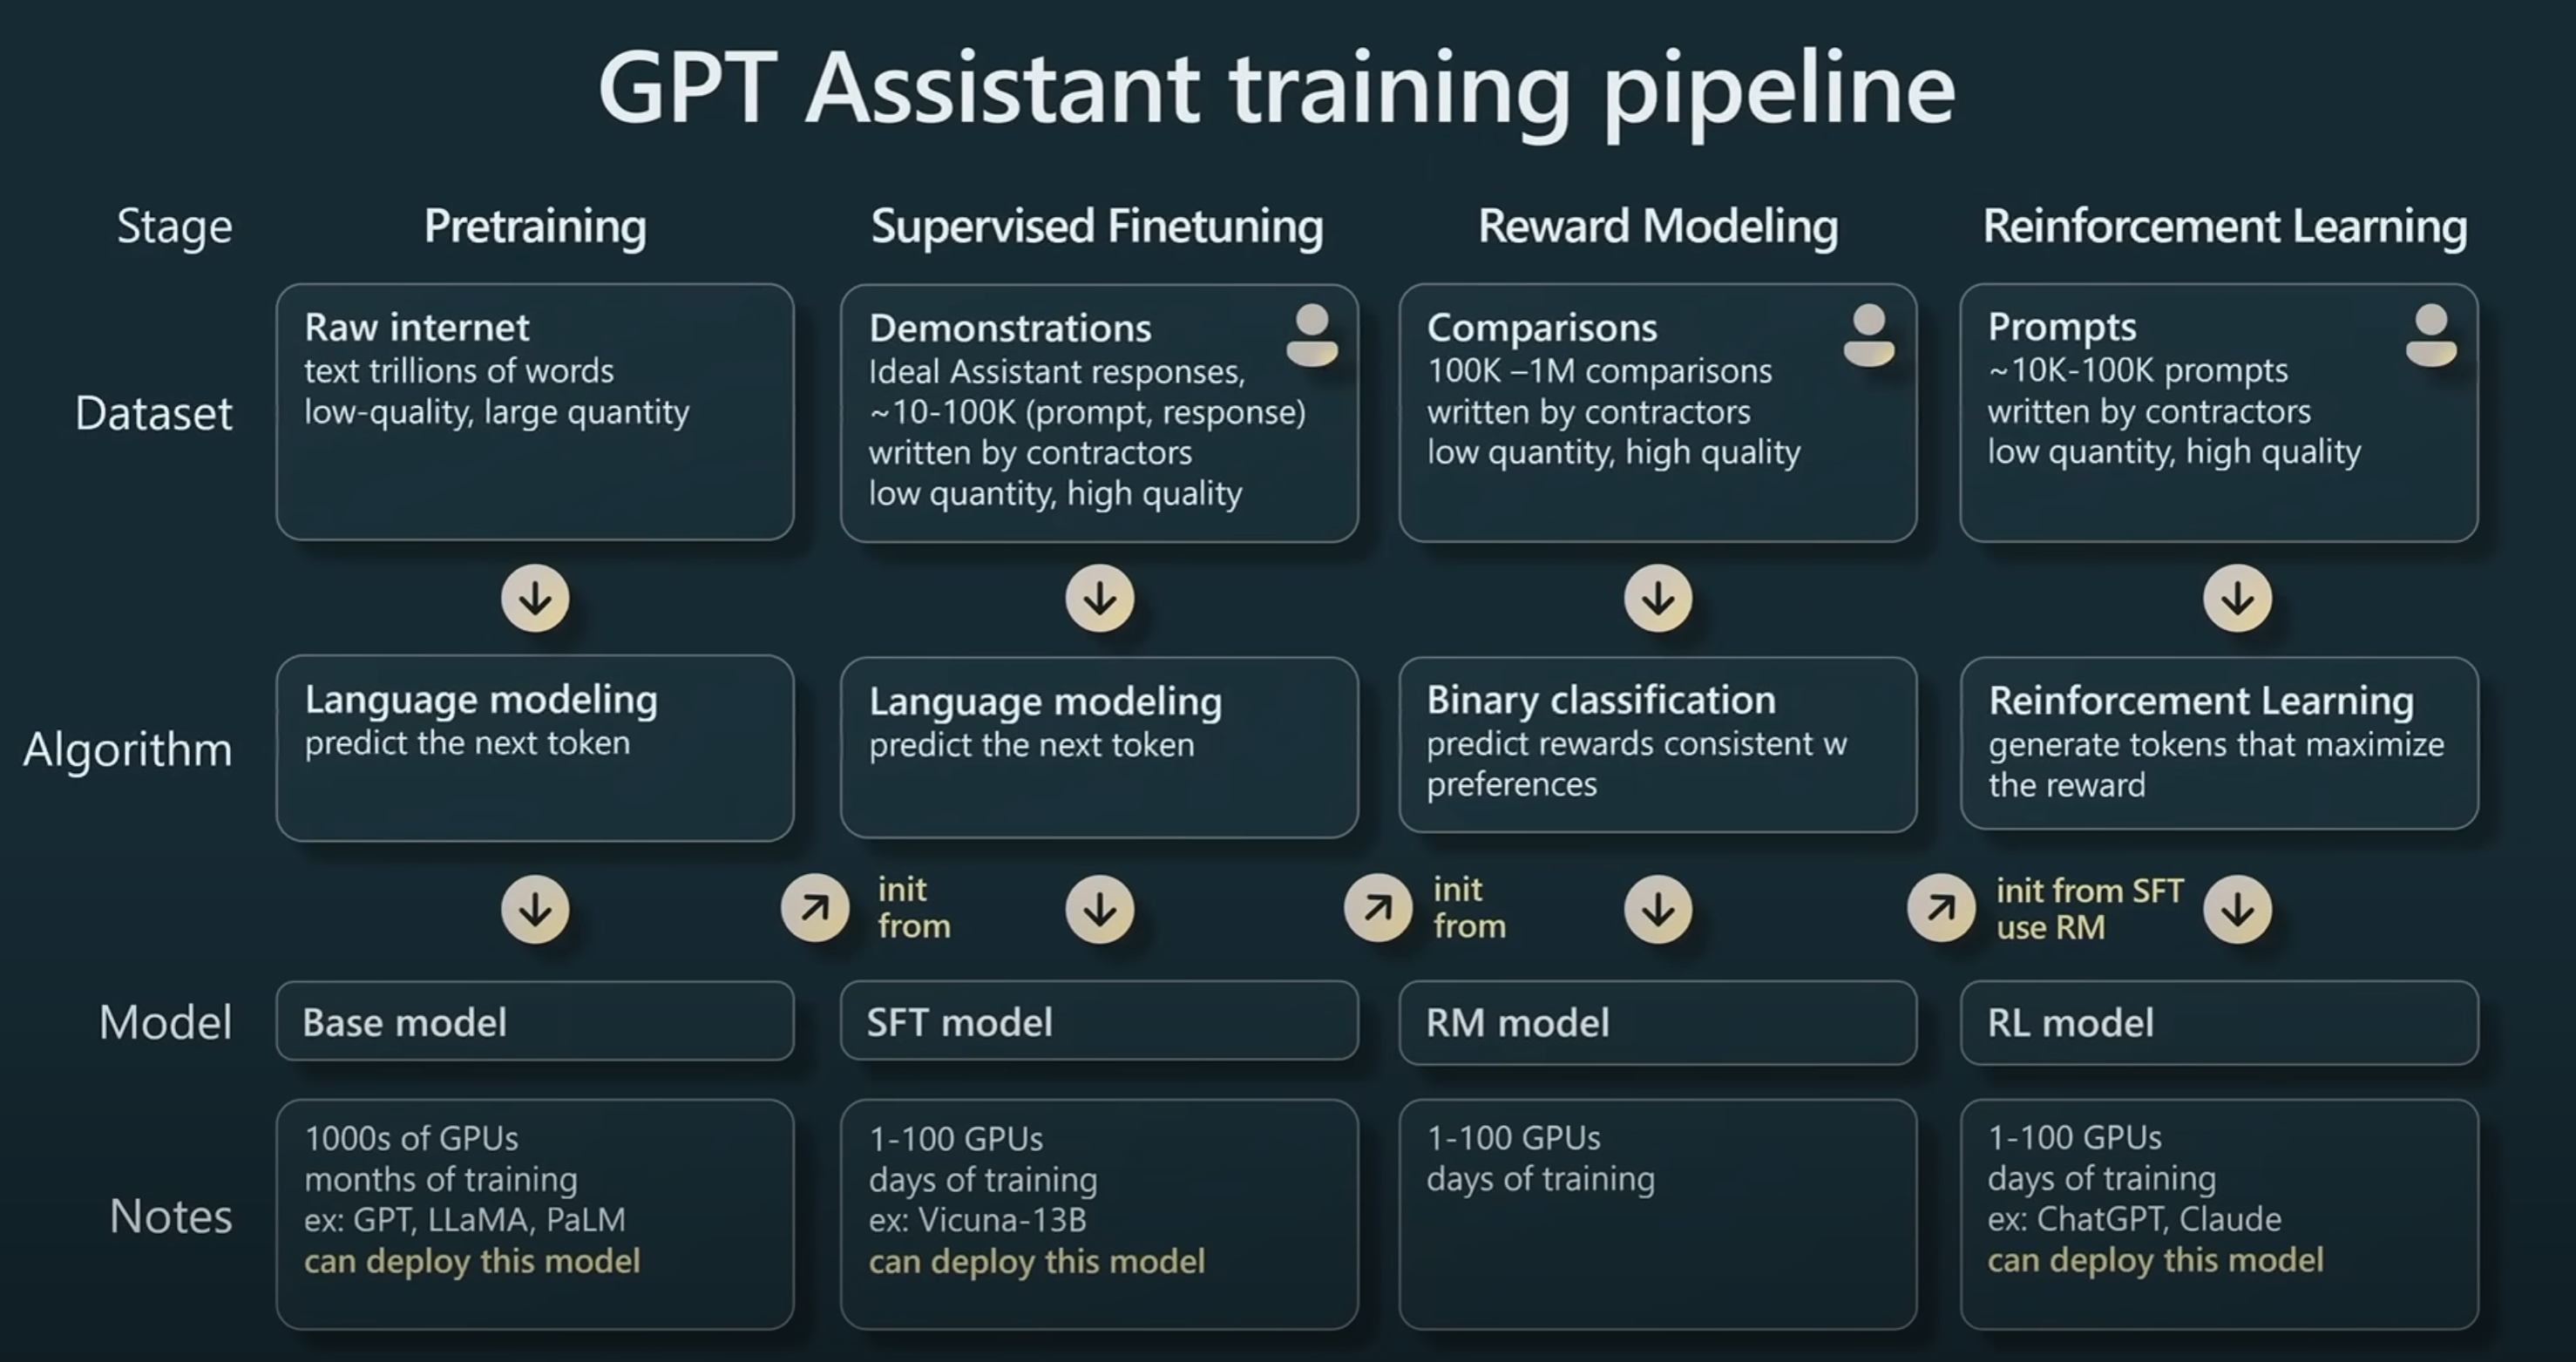 GPT Assistant training pipeline
Stage
Pretraining
Supervised Finetuning
Reward Modeling
Reinforcement Learning
Dataset
Raw internet
text trillions of words
low-quality, large quantity
Demonstrations
Ideal Assistant responses,
~10-100K (prompt, response)
written by contractors
low quantity, high quality
Comparisons
100K –1M comparisons
written by contractors
low quantity, high quality
Prompts
~10K-100K prompts
written by contractors
low quantity, high quality
Algorithm
Language modeling
predict the next token
Language modeling
predict the next token
Binary classification
predict rewards consistent w
preferences
Reinforcement Learning
generate tokens that maximize
the reward
init
from
init
from
init from SFT
use RM
Model
Base model
SFT model
RM model
RL model
Notes
1000s of GPUs
months of training
ex: GPT, LLaMA, PaLM
can deploy this model
1-100 GPUs
days of training
ex: Vicuna-13B
can deploy this model
1-100 GPUs
days of training
1-100 GPUs
days of training
ex: ChatGPT, Claude
can deploy this model